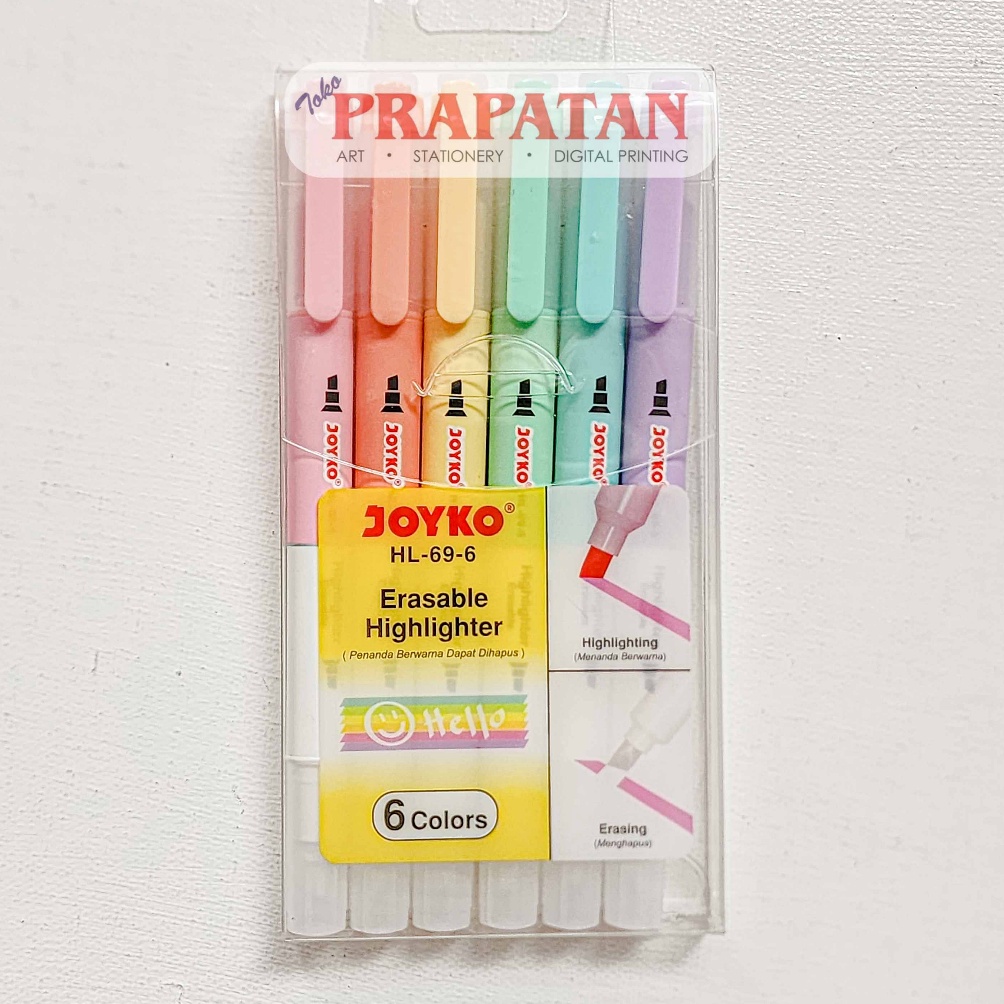 Toko
PRAPATAN
ART • STATIONERY • DIGITAL PRINTING
JOYKO®
JOYKO®
JOYKO
JOYKO
JOYKO
JOYKO
JOYKO®
HL-69-6
Erasable
Highlighter
( Penanda Berwarna Dapat Dihapus )
Hello
6 Colors
Highlighting
(Menanda Berwarna)
Erasing
(Menghapus)